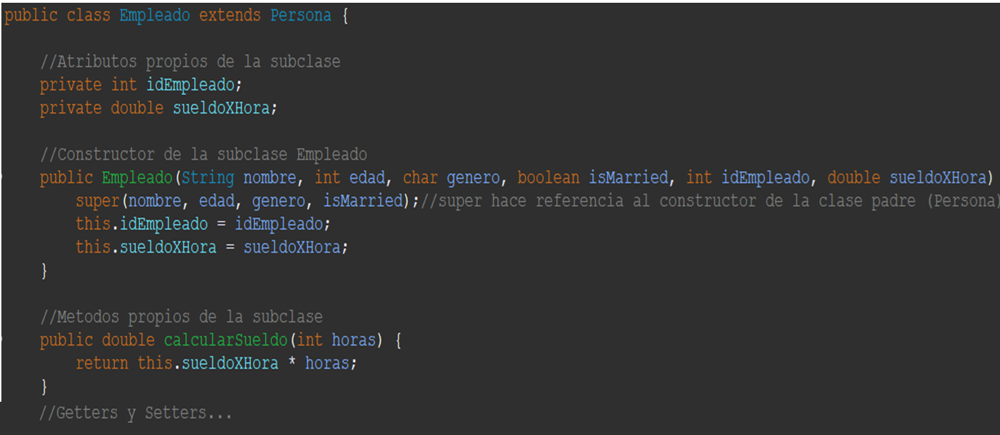 public class Empleado extends Persona {
//Atributos propios de la subclase
private int idEmpleado;
private double sueldoXHora;
//Constructor de la subclase Empleado
public Empleado(String nombre, int edad, char genero, boolean isMarried, int idEmpleado, double sueldoXHora)
super(nombre, edad, genero, isMarried);//super hace referencia al constructor de la clase padre (Persona)
this.idEmpleado = idEmpleado;
this.sueldoXHora = sueldoXHora;
}
//Metodos propios de la subclase
public double calcularSueldo(int horas) {
return this.sueldoXHora * horas;
}
//Getters y Setters...